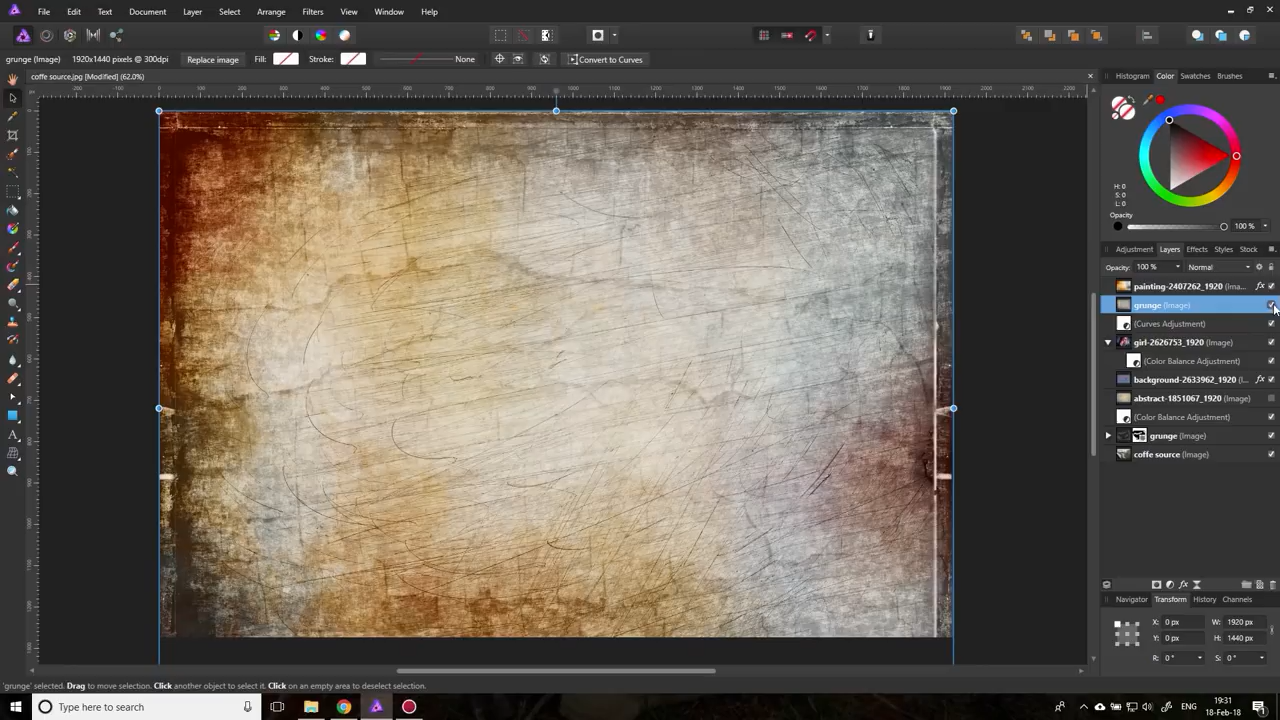 File Edit Text Document Layer Select Arrange Filters View Window Help
grunge (Image) 1920x1440 pixels @ 300dpi Replace image Fill: Stroke: None Convert to Curves
coffe source.jpg [Modified] (62.0%)
Histogram Color Swatches Brushes
H: 0
S: 0
L: 0
Opacity
100 %
Adjustment Layers Effects Styles Stock
Opacity: 100 % Normal
painting-2407262_1920 (Ima...
grunge (Image)
(Curves Adjustment)
girl-2626753_1920 (Image)
(Color Balance Adjustment)
background-2633962_1920 (I...
abstract-1851067_1920 (Image)
(Color Balance Adjustment)
grunge (Image)
coffe source (Image)
Navigator Transform History Channels
X: 0 px W: 1920 px
Y: 0 px H: 1440 px
R: 0 ° S: 0 °
'grunge' selected. Drag to move selection. Click another object to select it. Click on an empty area to deselect selection.
Type here to search
19:31
18-Feb-18